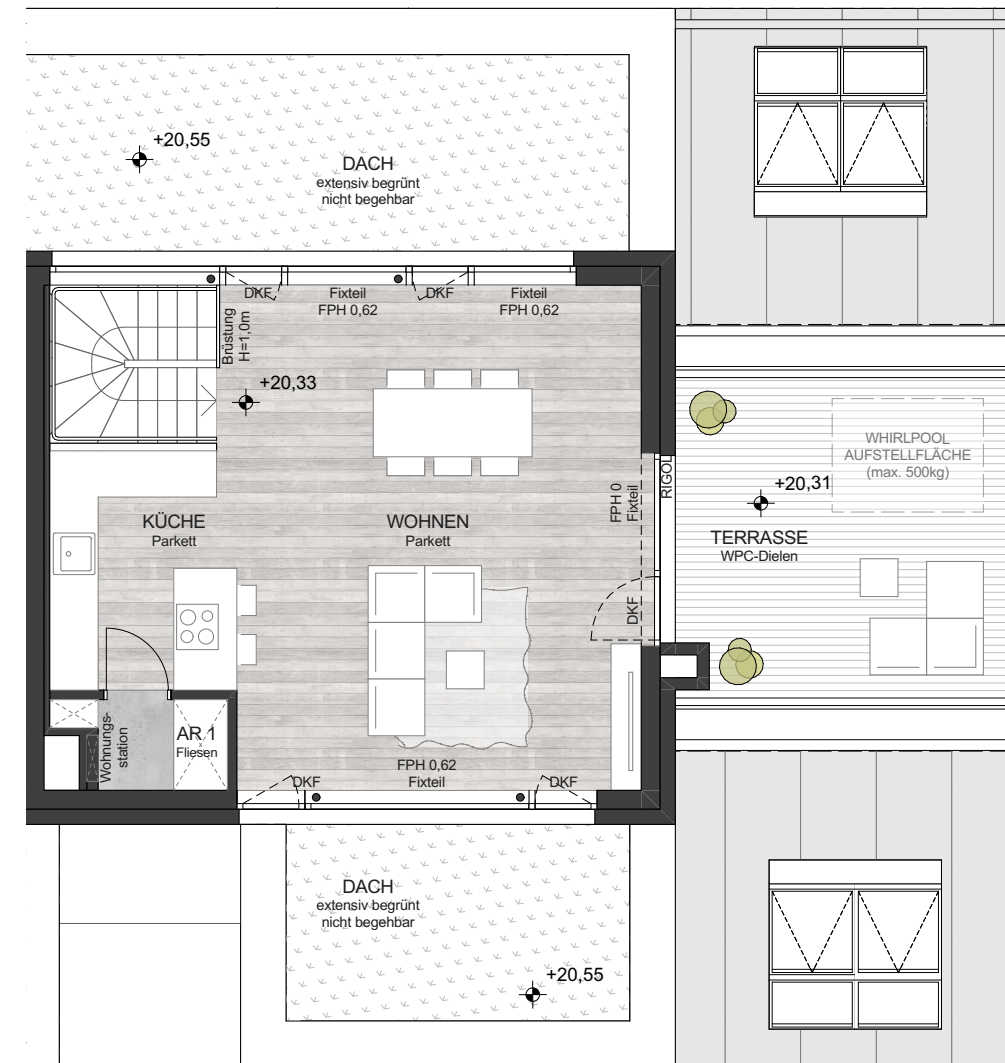 +20,55
DACH
extensiv begrünt
nicht begehbar
DKF
Fixteil
FPH 0,62
DKF
Fixteil
FPH 0,62
Brüstung
H=1,0m
+20,33
WHIRLPOOL
AUFSTELLFLÄCHE
(max. 500kg)
RIGOL
FPH 0
Fixteil
+20,31
KÜCHE
Parkett
WOHNEN
Parkett
TERRASSE
WPC-Dielen
DKF
Wohnungs-
station
AR 1
Fliesen
FPH 0,62
Fixteil
DKF
DKF
DACH
extensiv begrünt
nicht begehbar
+20,55